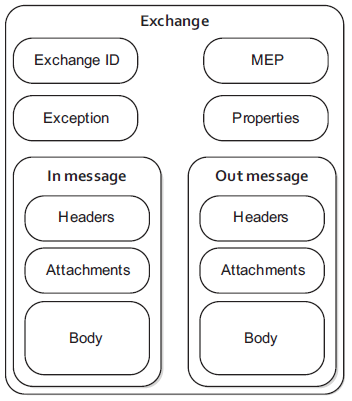 Exchange
Exchange ID
MEP
Exception
Properties
In message
Out message
Headers
Headers
Attachments
Attachments
Body
Body